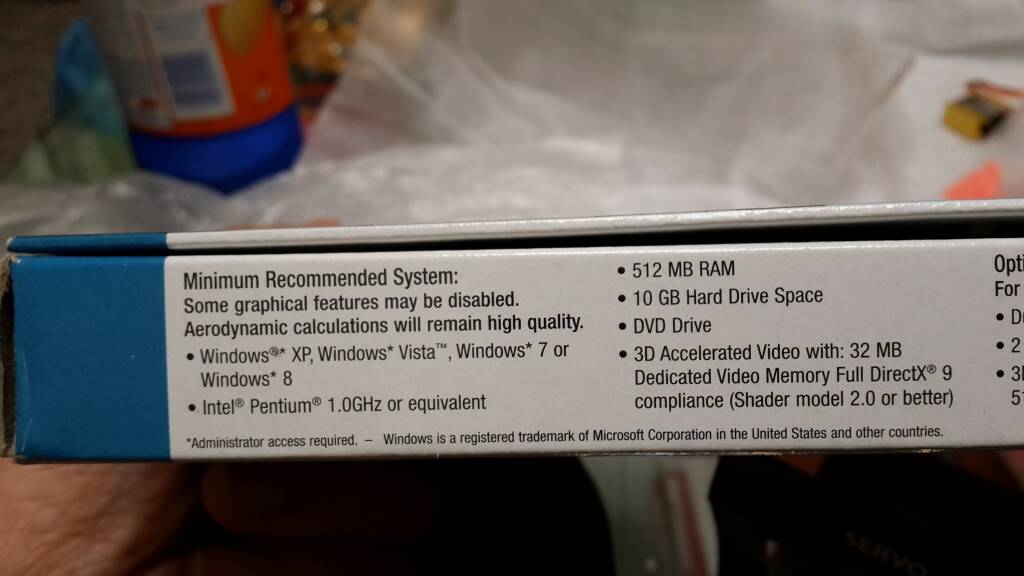 Minimum Recommended System:
Some graphical features may be disabled.
Aerodynamic calculations will remain high quality.
• Windows®* XP, Windows* Vista™, Windows* 7 or
Windows* 8
• Intel® Pentium® 1.0GHz or equivalent
• 512 MB RAM
• 10 GB Hard Drive Space
• DVD Drive
• 3D Accelerated Video with: 32 MB
Dedicated Video Memory Full DirectX® 9
compliance (Shader model 2.0 or better)
*Administrator access required. – Windows is a registered trademark of Microsoft Corporation in the United States and other countries.
For
• 2
SERVO